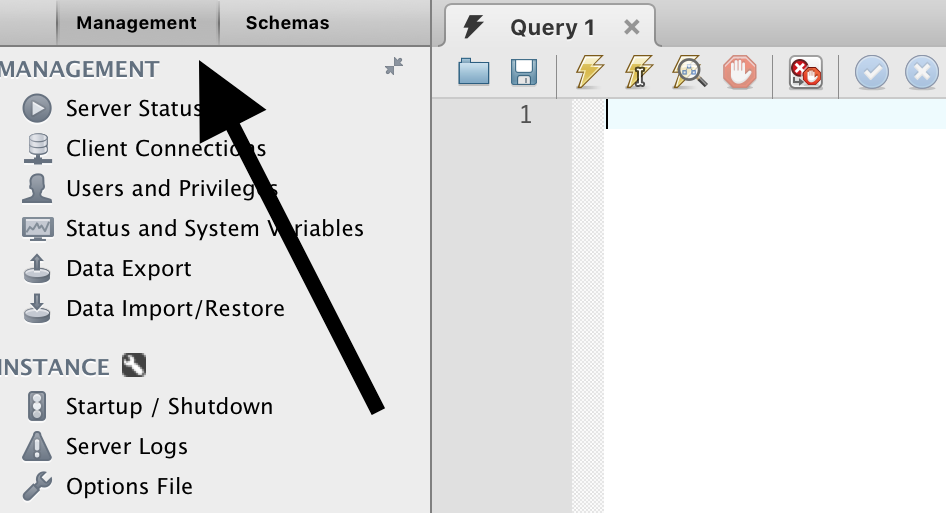 Management Schemas
MANAGEMENT
Server Status
Client Connections
Users and Privileges
Status and System Variables
Data Export
Data Import/Restore
INSTANCE
Startup / Shutdown
Server Logs
Options File
Query 1
1